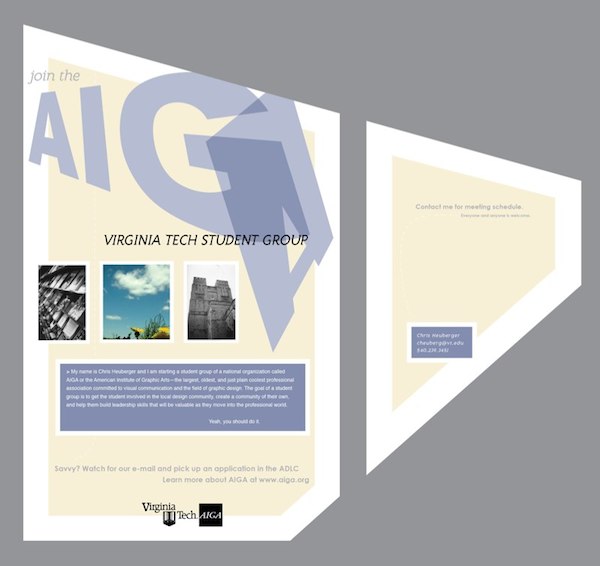 join the
AIGA
VIRGINIA TECH STUDENT GROUP
> My name is Chris Heuberger and I am starting a student group of a national organization called
AIGA or the American Institute of Graphic Arts—the largest, oldest, and just plain coolest professional
association committed to visual communication and the field of graphic design. The goal of a student
group is to get the student involved in the local design community, create a community of their own,
and help them build leadership skills that will be valuable as they move into the professional world.
Yeah, you should do it.
Savvy? Watch for our e-mail and pick up an application in the ADLC
Learn more about AIGA at www.aiga.org
Virginia
Tech
AIGA
Contact me for meeting schedule.
Everyone and anyone is welcome.
Chris Heuberger
cheuberg@vt.edu